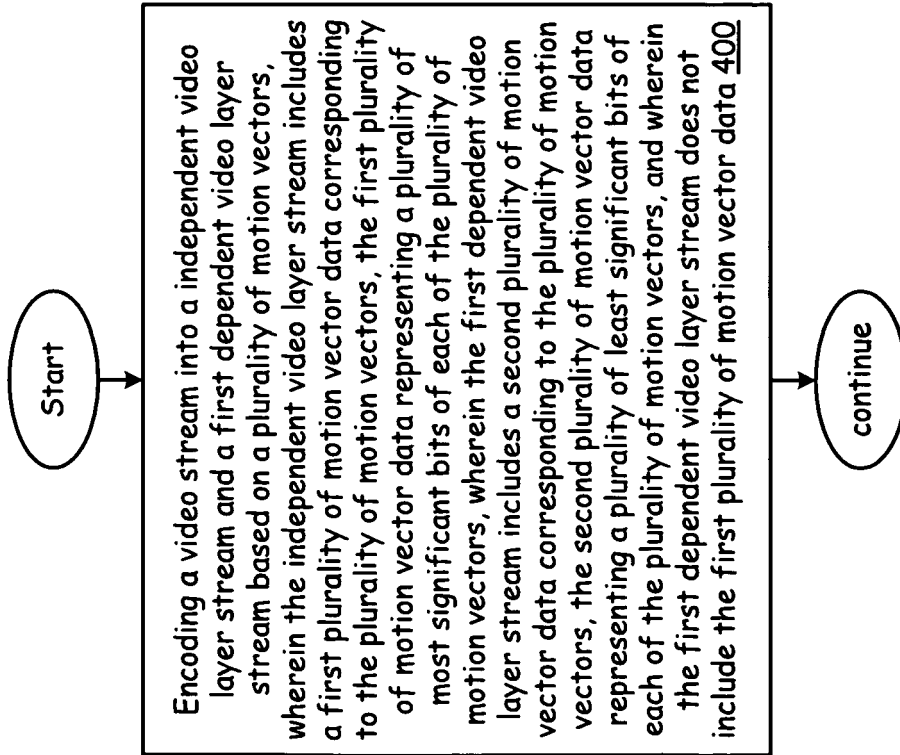 Start
Encoding a video stream into a independent video
layer stream and a first dependent video layer
stream based on a plurality of motion vectors,
wherein the independent video layer stream includes
a first plurality of motion vector data corresponding
to the plurality of motion vectors, the first plurality
of motion vector data representing a plurality of
most significant bits of each of the plurality of
motion vectors, wherein the first dependent video
layer stream includes a second plurality of motion
vector data corresponding to the plurality of motion
vectors, the second plurality of motion vector data
representing a plurality of least significant bits of
each of the plurality of motion vectors, and wherein
the first dependent video layer stream does not
include the first plurality of motion vector data 400
continue